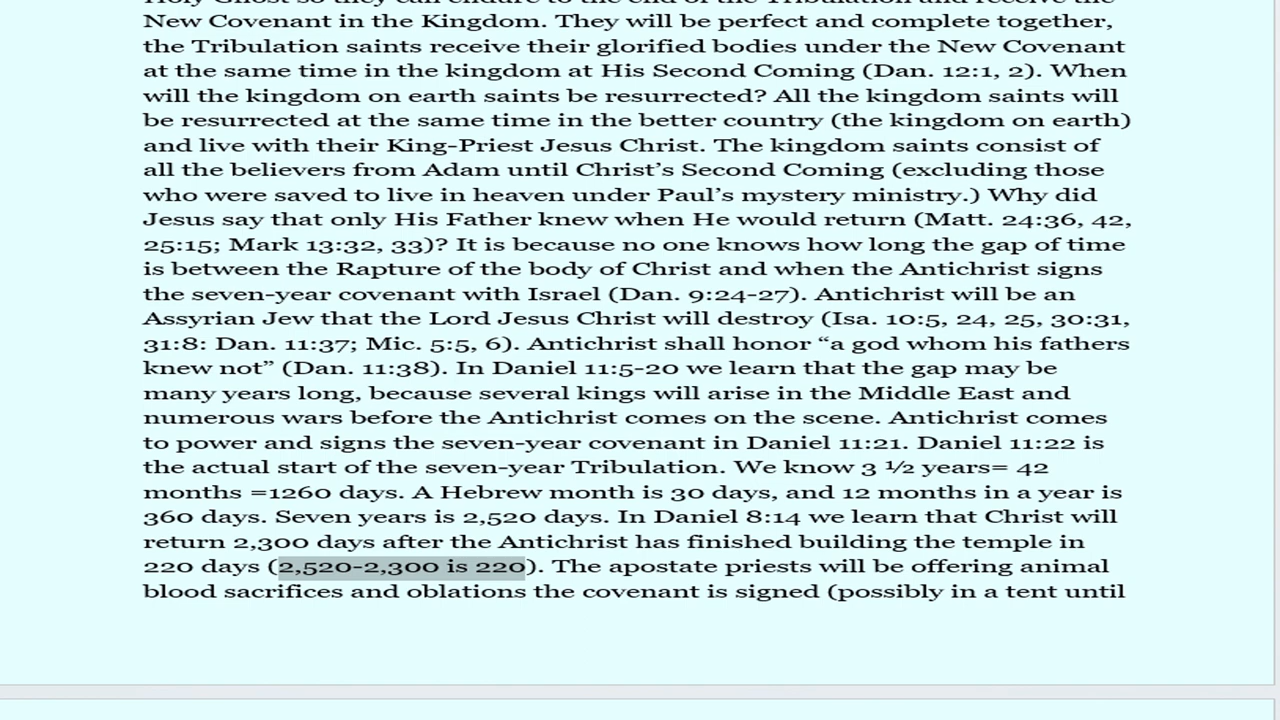 Holy Ghost so they can endure to the end of the Tribulation and receive the
New Covenant in the Kingdom. They will be perfect and complete together,
the Tribulation saints receive their glorified bodies under the New Covenant
at the same time in the kingdom at His Second Coming (Dan. 12:1, 2). When
will the kingdom on earth saints be resurrected? All the kingdom saints will
be resurrected at the same time in the better country (the kingdom on earth)
and live with their King-Priest Jesus Christ. The kingdom saints consist of
all the believers from Adam until Christ’s Second Coming (excluding those
who were saved to live in heaven under Paul’s mystery ministry.) Why did
Jesus say that only His Father knew when He would return (Matt. 24:36, 42,
25:15; Mark 13:32, 33)? It is because no one knows how long the gap of time
is between the Rapture of the body of Christ and when the Antichrist signs
the seven-year covenant with Israel (Dan. 9:24-27). Antichrist will be an
Assyrian Jew that the Lord Jesus Christ will destroy (Isa. 10:5, 24, 25, 30:31,
31:8: Dan. 11:37; Mic. 5:5, 6). Antichrist shall honor “a god whom his fathers
knew not” (Dan. 11:38). In Daniel 11:5-20 we learn that the gap may be
many years long, because several kings will arise in the Middle East and
numerous wars before the Antichrist comes on the scene. Antichrist comes
to power and signs the seven-year covenant in Daniel 11:21. Daniel 11:22 is
the actual start of the seven-year Tribulation. We know 3 ½ years= 42
months =1260 days. A Hebrew month is 30 days, and 12 months in a year is
360 days. Seven years is 2,520 days. In Daniel 8:14 we learn that Christ will
return 2,300 days after the Antichrist has finished building the temple in
220 days (2,520-2,300 is 220). The apostate priests will be offering animal
blood sacrifices and oblations the covenant is signed (possibly in a tent until